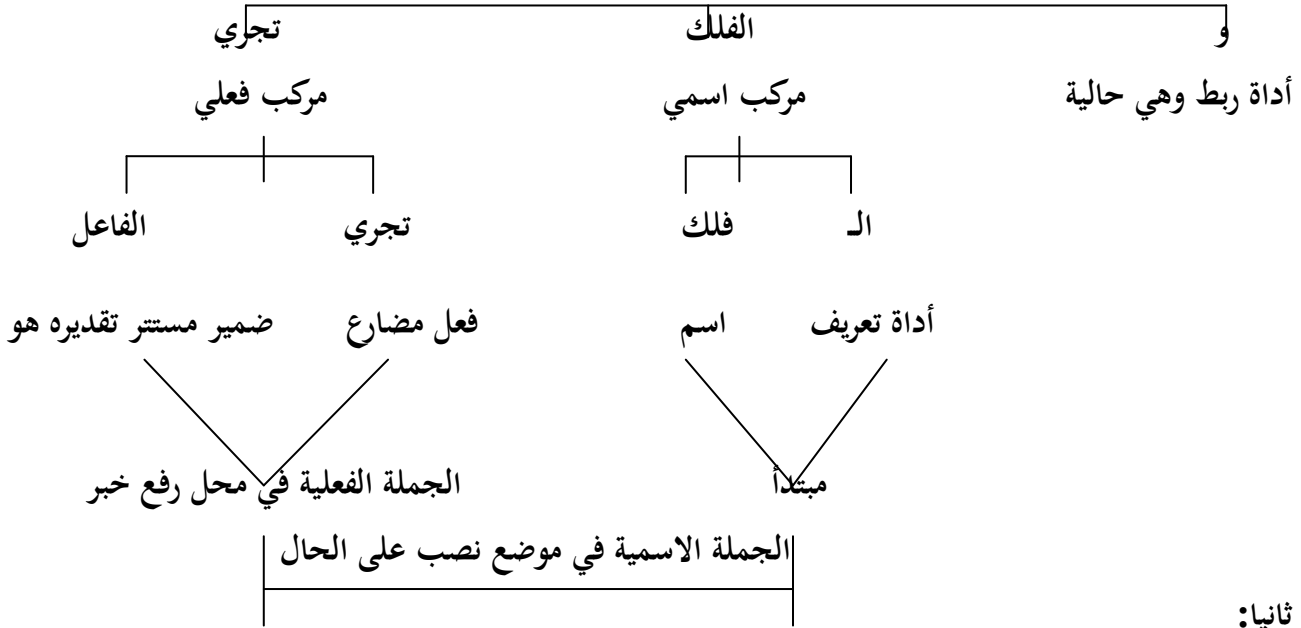 و الفلك تجري
أداة ربط وهي حالية مركب اسمي مركب فعلي
الـ فلك تجري الفاعل
أداة تعريف اسم فعل مضارع ضمير مستتر تقديره هو
مبتدأ الجملة الفعلية في محل رفع خبر
الجملة الاسمية في موضع نصب على الحال
ثانيا: